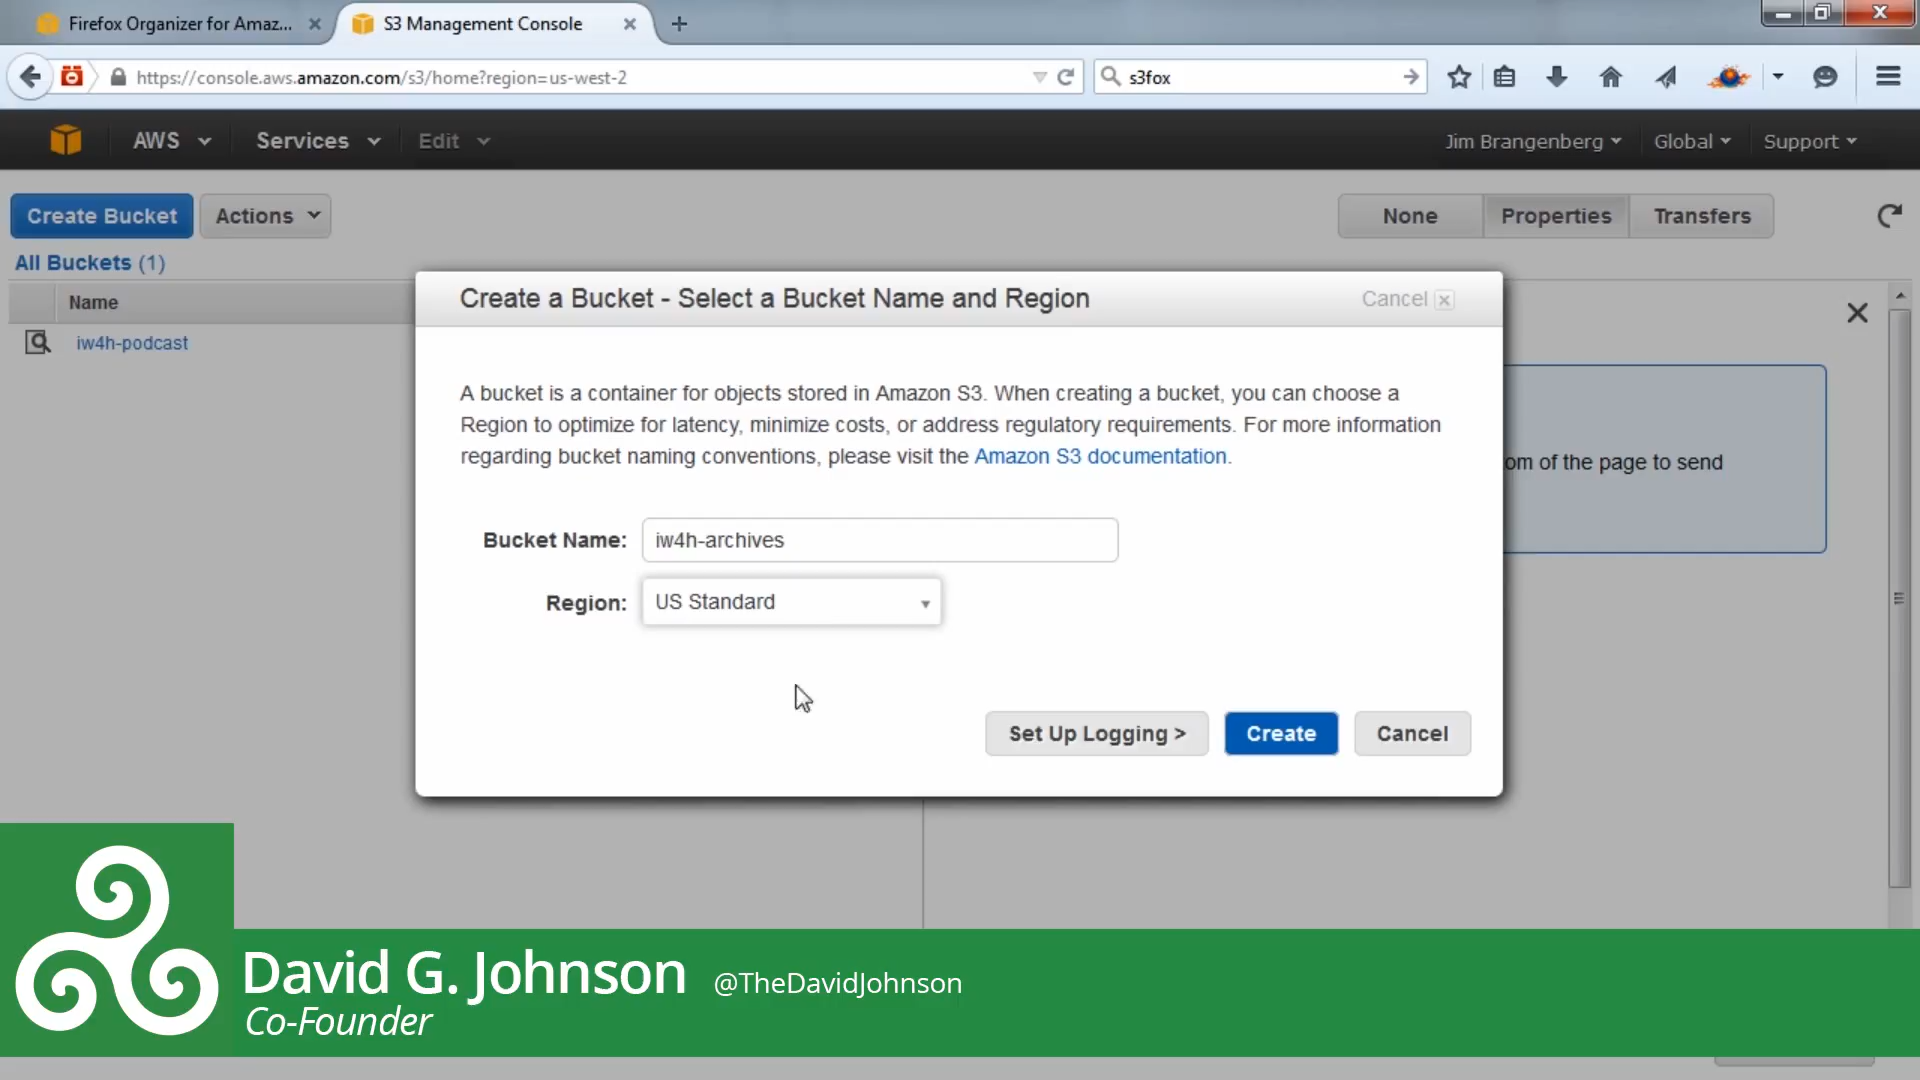 Firefox Organizer for Amaz...
S3 Management Console
https://console.aws.amazon.com/s3/home?region=us-west-2
s3fox
AWS
Services
Edit
Jim Brangenberg
Global
Support
Create Bucket
Actions
None
Properties
Transfers
All Buckets (1)
Name
iw4h-podcast
Create a Bucket - Select a Bucket Name and Region
Cancel
A bucket is a container for objects stored in Amazon S3. When creating a bucket, you can choose a
Region to optimize for latency, minimize costs, or address regulatory requirements. For more information
regarding bucket naming conventions, please visit the Amazon S3 documentation.
om of the page to send
Bucket Name: iw4h-archives
Region: US Standard
Set Up Logging >
Create
Cancel
David G. Johnson @TheDavidJohnson
Co-Founder